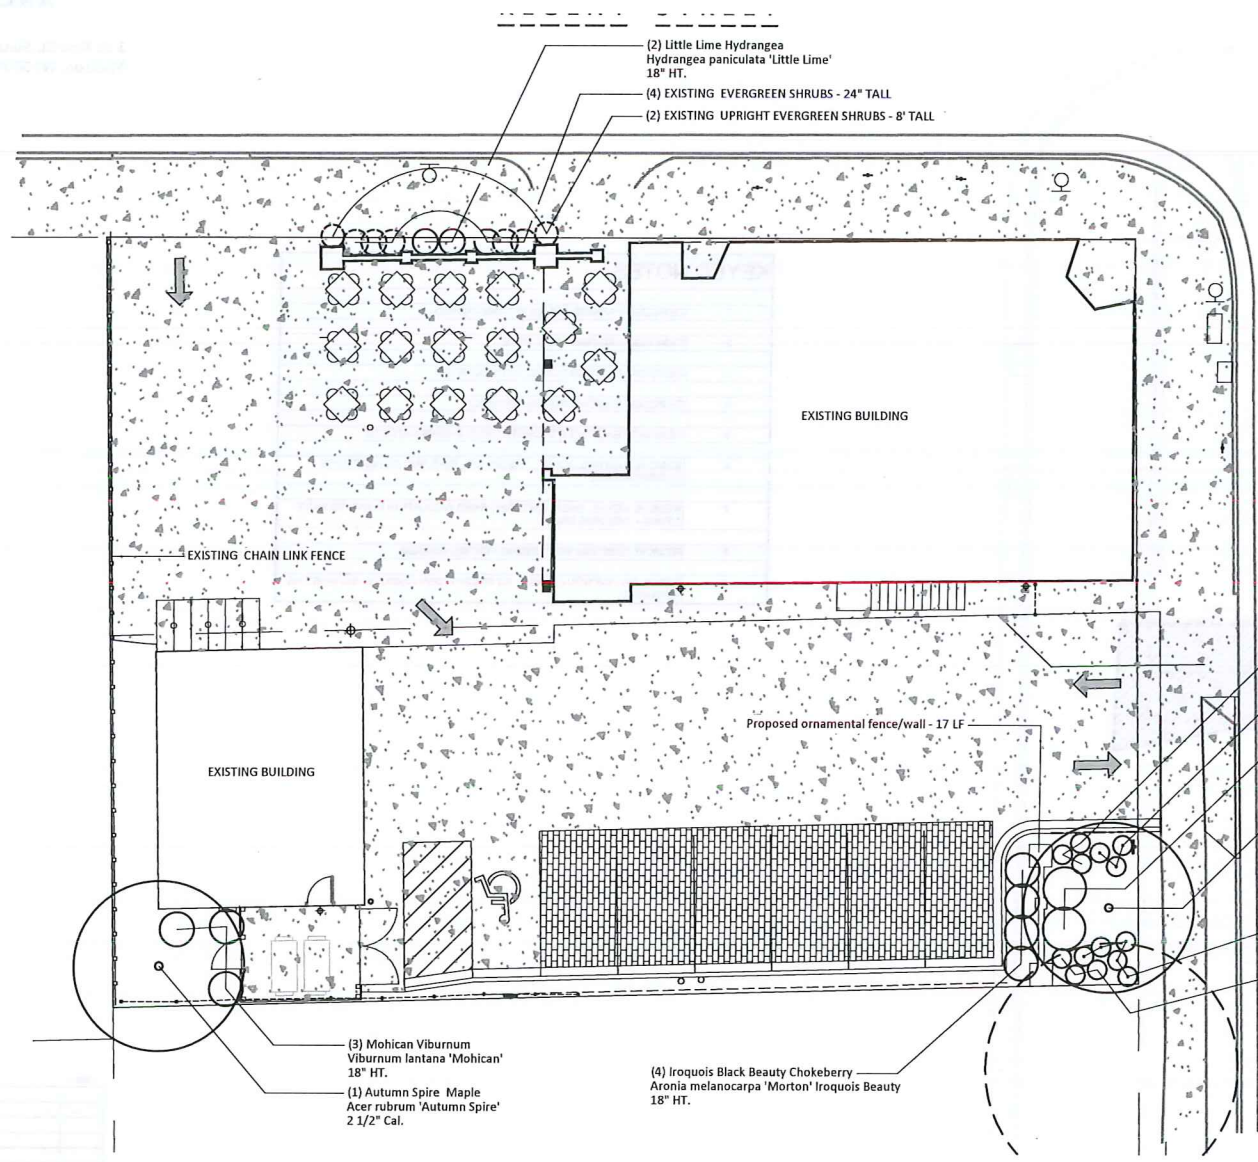 (2) Little Lime Hydrangea
Hydrangea paniculata 'Little Lime'
18" HT.
(4) EXISTING EVERGREEN SHRUBS - 24" TALL
(2) EXISTING UPRIGHT EVERGREEN SHRUBS - 8' TALL
EXISTING BUILDING
EXISTING CHAIN LINK FENCE
Proposed ornamental fence/wall - 17 LF
EXISTING BUILDING
(3) Mohican Viburnum
Viburnum lantana 'Mohican'
18" HT.
(1) Autumn Spire Maple
Acer rubrum 'Autumn Spire'
2 1/2" Cal.
(4) Iroquois Black Beauty Chokeberry
Aronia melanocarpa 'Morton' Iroquois Beauty
18" HT.